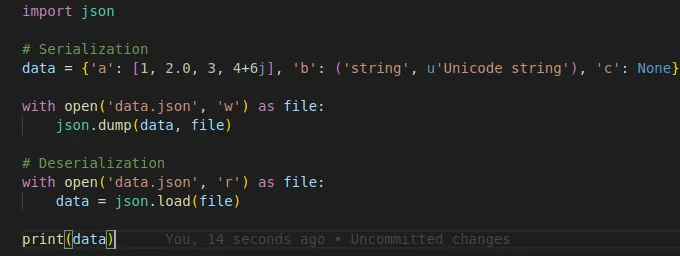 import json
# Serialization
data = {'a': [1, 2.0, 3, 4+6j], 'b': ('string', u'Unicode string'), 'c': None}
with open('data.json', 'w') as file:
    json.dump(data, file)
# Deserialization
with open('data.json', 'r') as file:
    data = json.load(file)
print(data)    You, 14 seconds ago • Uncommitted changes